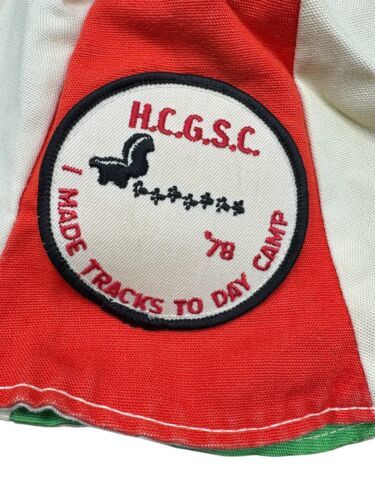 H.C.G.S.C.
'78
I MADE TRACKS TO DAY CAMP